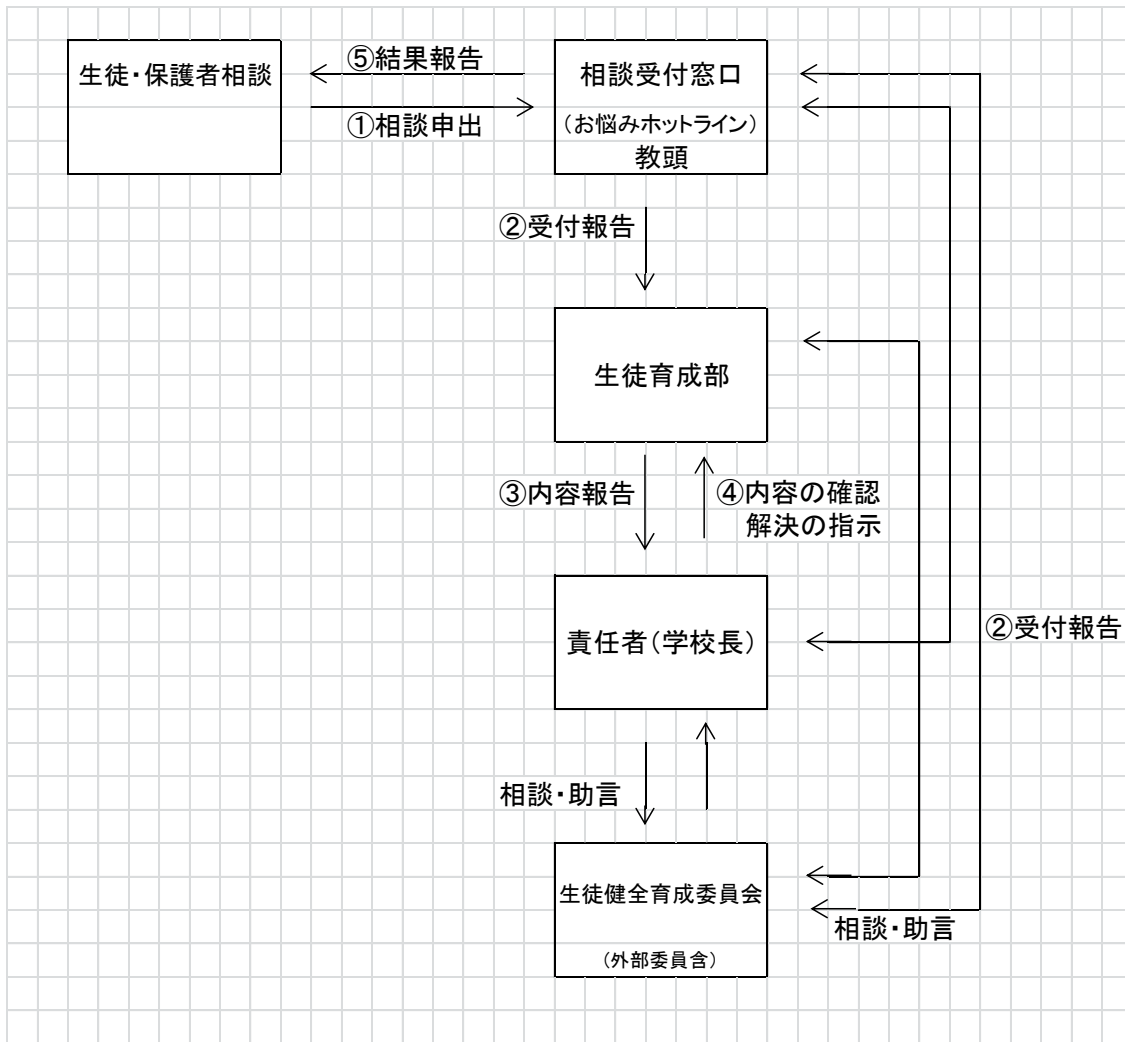 生徒・保護者相談
⑤結果報告
①相談申出
相談受付窓口
（お悩みホットライン）
教頭
②受付報告
生徒育成部
③内容報告
④内容の確認
解決の指示
責任者（学校長）
②受付報告
相談・助言
生徒健全育成委員会
（外部委員含）
相談・助言